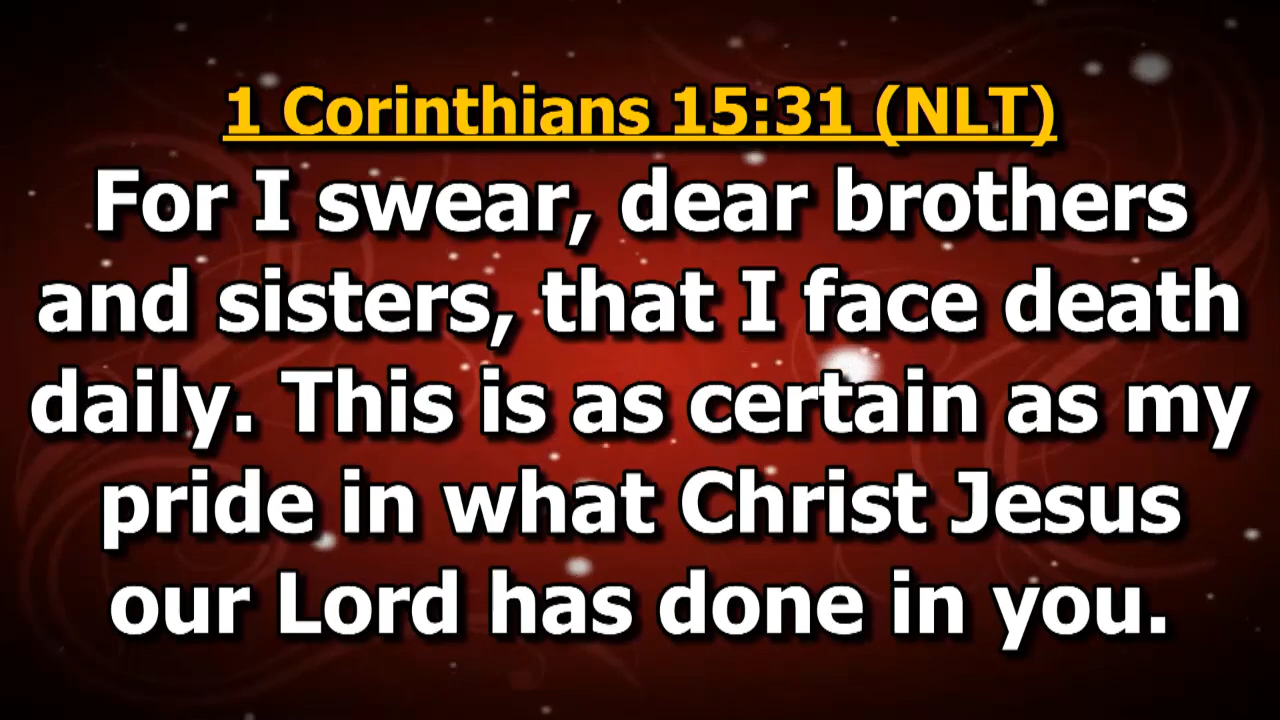 1 Corinthians 15:31 (NLT)
For I swear, dear brothers
and sisters, that I face death
daily. This is as certain as my
pride in what Christ Jesus
our Lord has done in you.